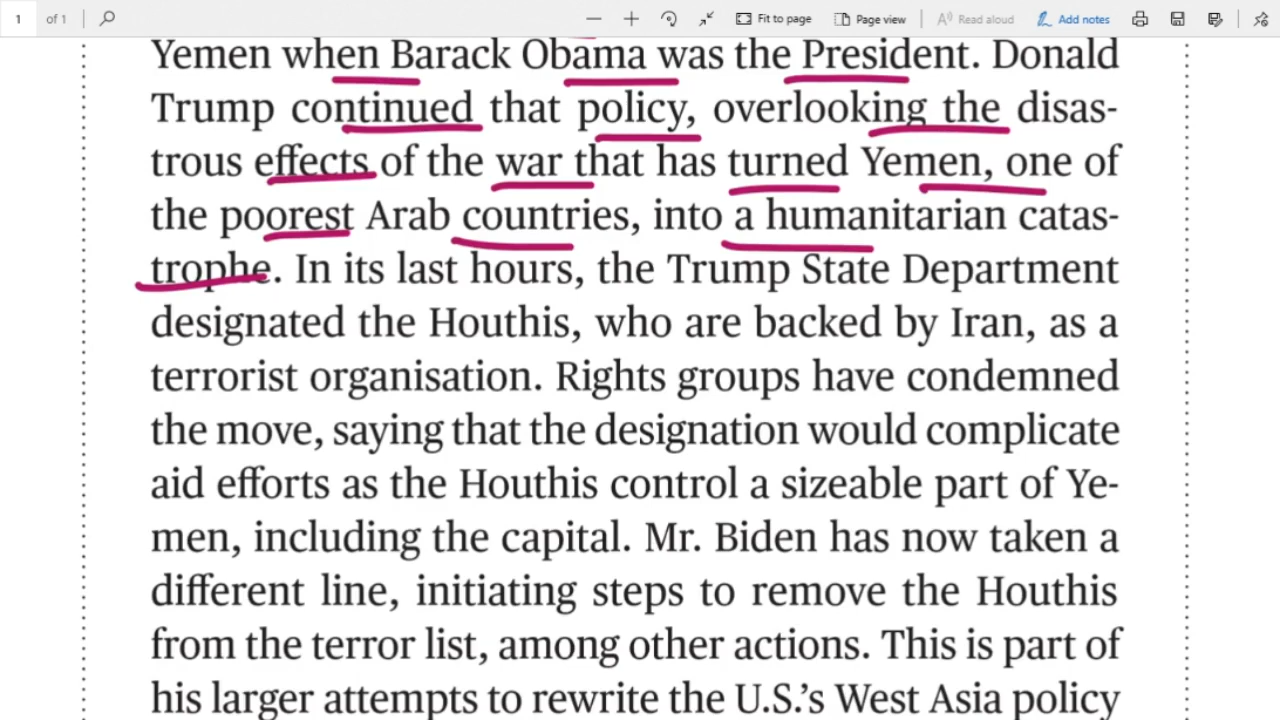 1 of 1 Fit to page Page view Read aloud Add notes
Yemen when Barack Obama was the President. Donald
Trump continued that policy, overlooking the disas-
trous effects of the war that has turned Yemen, one of
the poorest Arab countries, into a humanitarian catas-
trophe. In its last hours, the Trump State Department
designated the Houthis, who are backed by Iran, as a
terrorist organisation. Rights groups have condemned
the move, saying that the designation would complicate
aid efforts as the Houthis control a sizeable part of Ye-
men, including the capital. Mr. Biden has now taken a
different line, initiating steps to remove the Houthis
from the terror list, among other actions. This is part of
his larger attempts to rewrite the U.S.’s West Asia policy